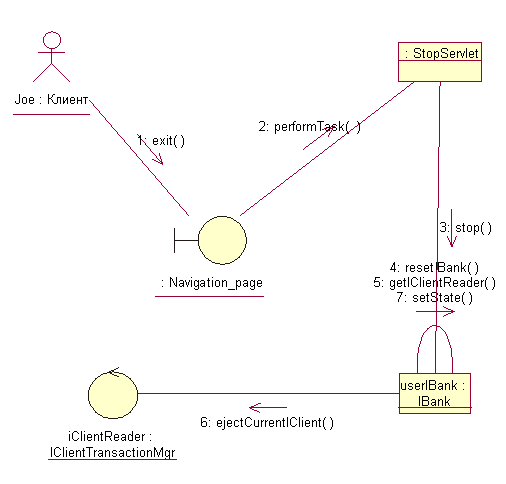 : StopServlet
Joe : Клиент
1: exit( )
2: performTask( )
3: stop( )
: Navigation_page
4: resetIBank( )
5: getIClientReader( )
7: setState( )
userIBank :
IBank
6: ejectCurrentIClient( )
iClientReader :
IClientTransactionMgr